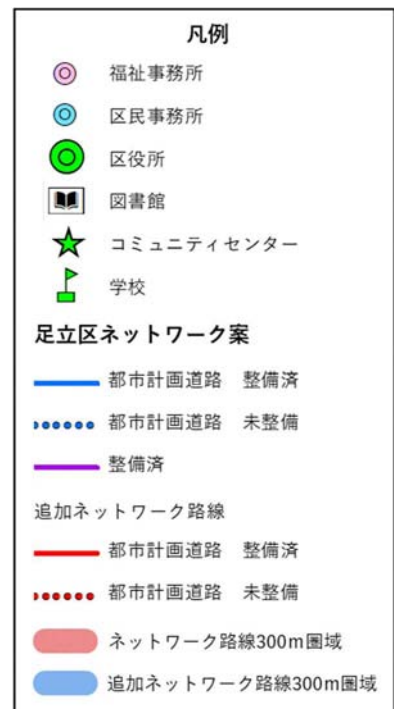 凡例
福祉事務所
区民事務所
区役所
図書館
コミュニティセンター
学校
足立区ネットワーク案
都市計画道路　整備済
都市計画道路　未整備
整備済
追加ネットワーク路線
都市計画道路　整備済
都市計画道路　未整備
ネットワーク路線300m圏域
追加ネットワーク路線300m圏域